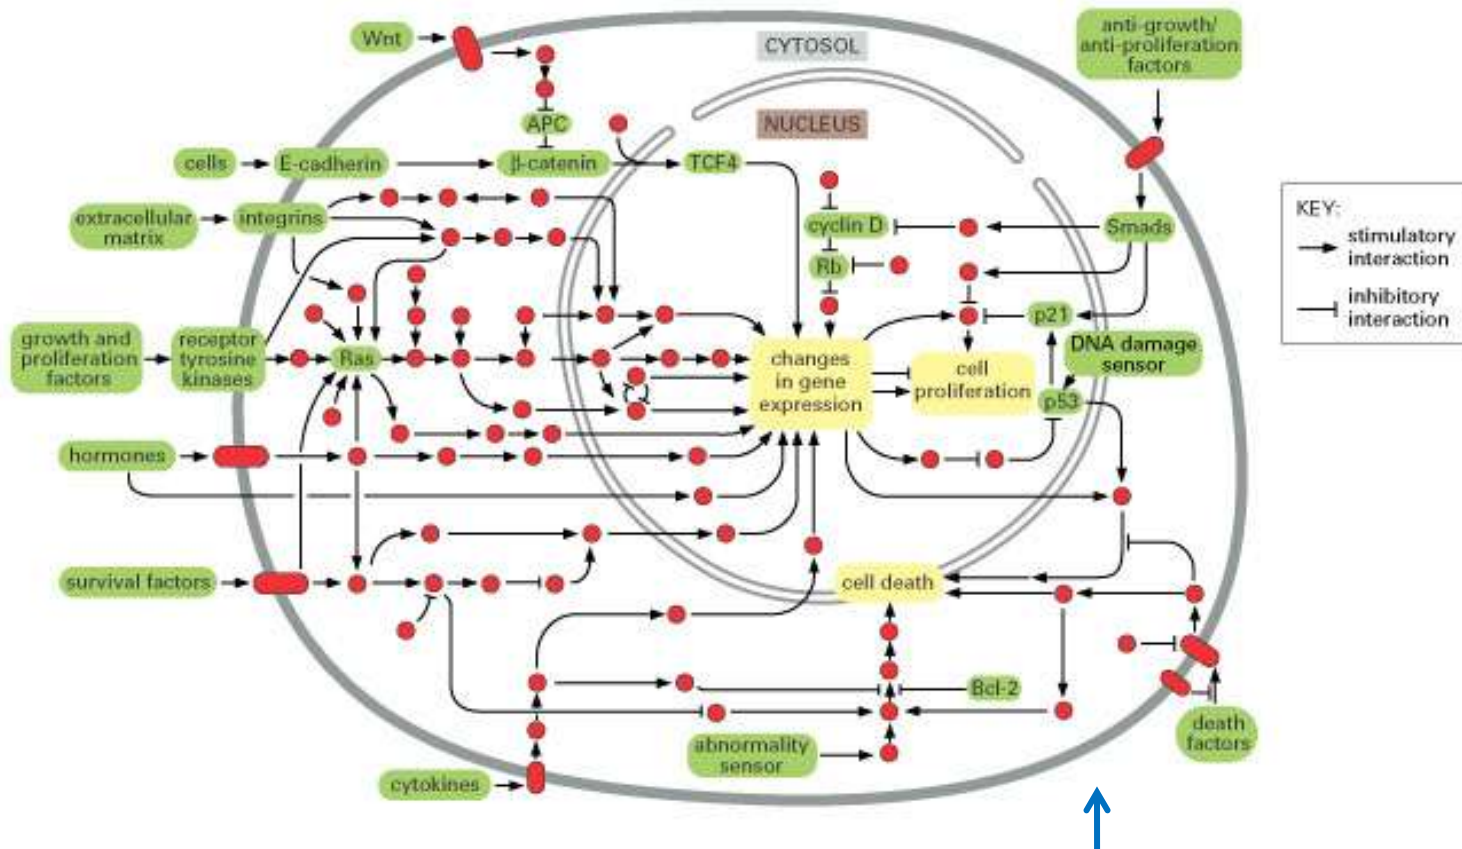 Wnt
CYTOSOL
anti-growth/
anti-proliferation
factors
NUCLEUS
APC
cells
E-cadherin
β-catenin
TCF4
extracellular
matrix
integrins
cyclin D
Smads
KEY:
stimulatory
interaction
inhibitory
interaction
Rb
p21
growth and
proliferation
factors
receptor
tyrosine
kinases
Ras
changes
in gene
expression
cell
proliferation
DNA damage
sensor
p53
hormones
survival factors
cell death
Bcl-2
abnormality
sensor
death
factors
cytokines